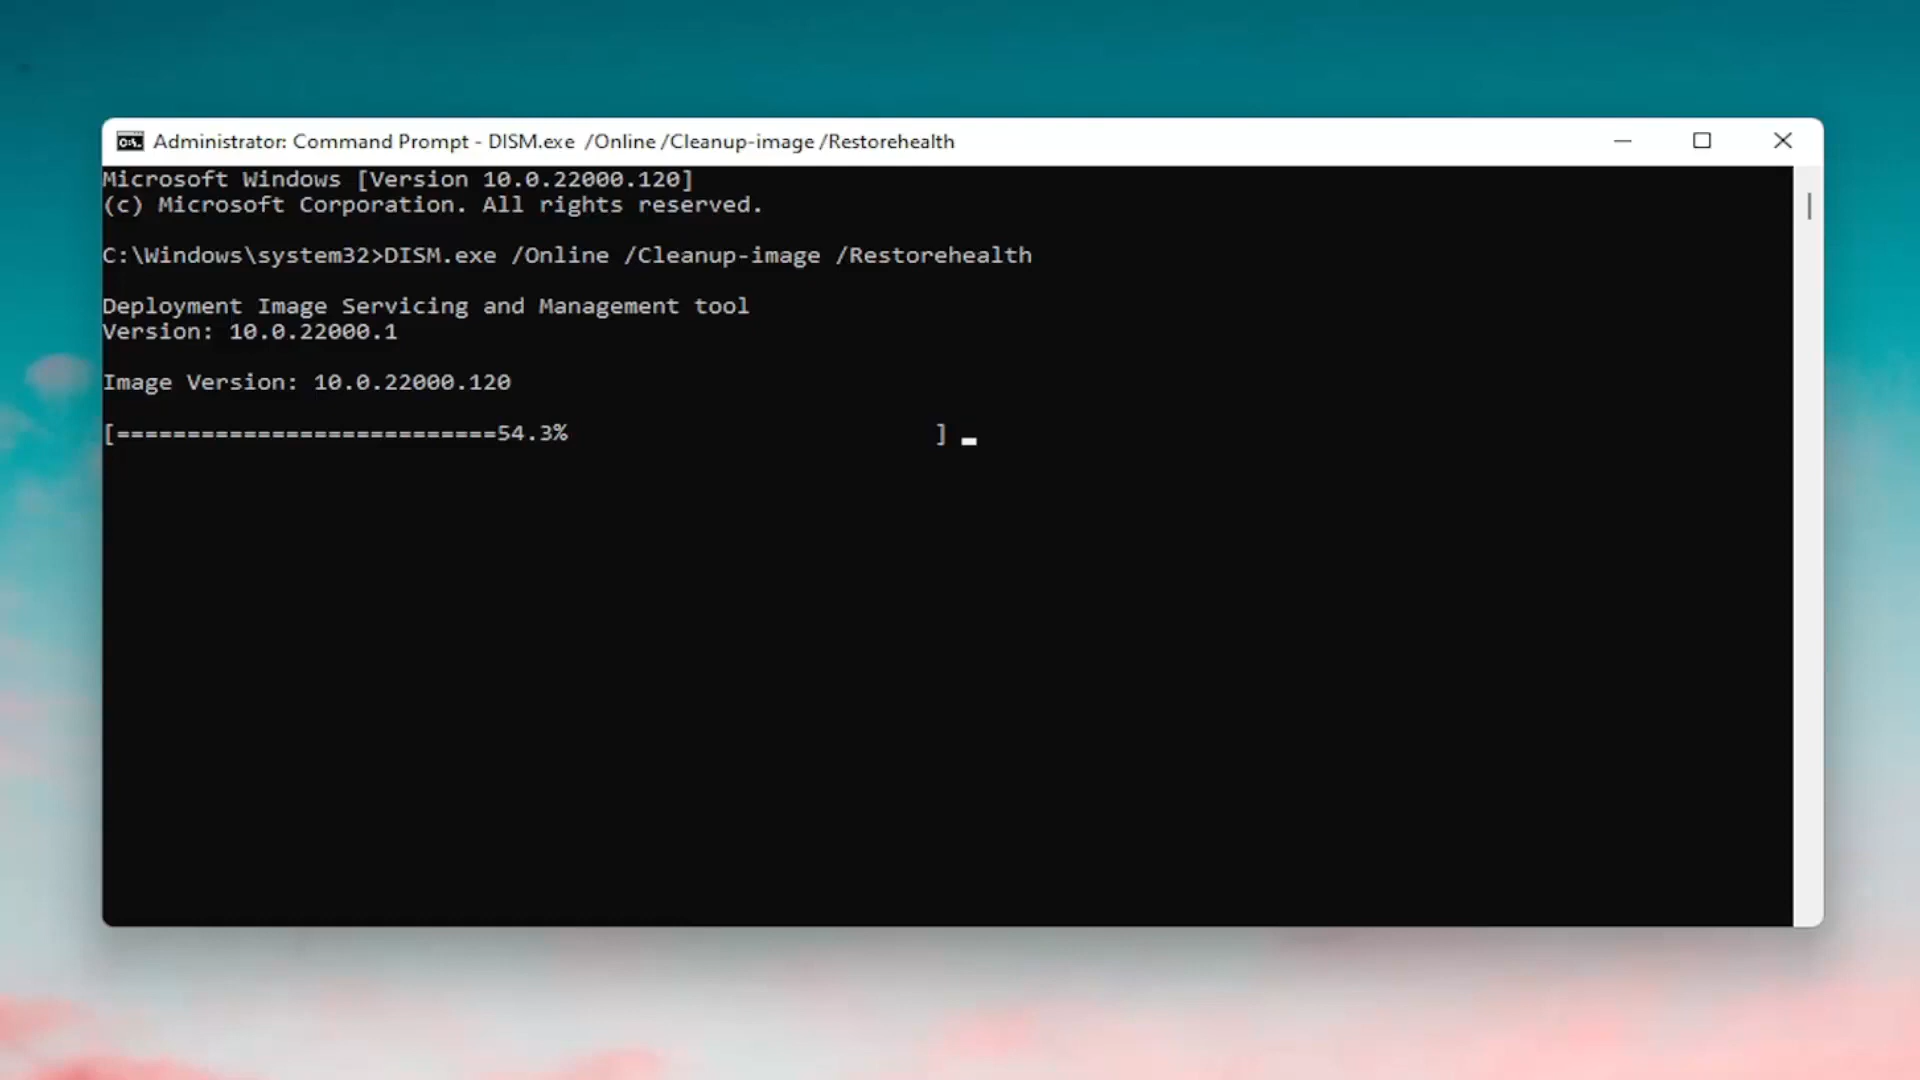 Administrator: Command Prompt - DISM.exe /Online /Cleanup-image /Restorehealth
Microsoft Windows [Version 10.0.22000.120]
(c) Microsoft Corporation. All rights reserved.
C:\Windows\system32>DISM.exe /Online /Cleanup-image /Restorehealth
Deployment Image Servicing and Management tool
Version: 10.0.22000.1
Image Version: 10.0.22000.120
[===========================54.3%                          ]